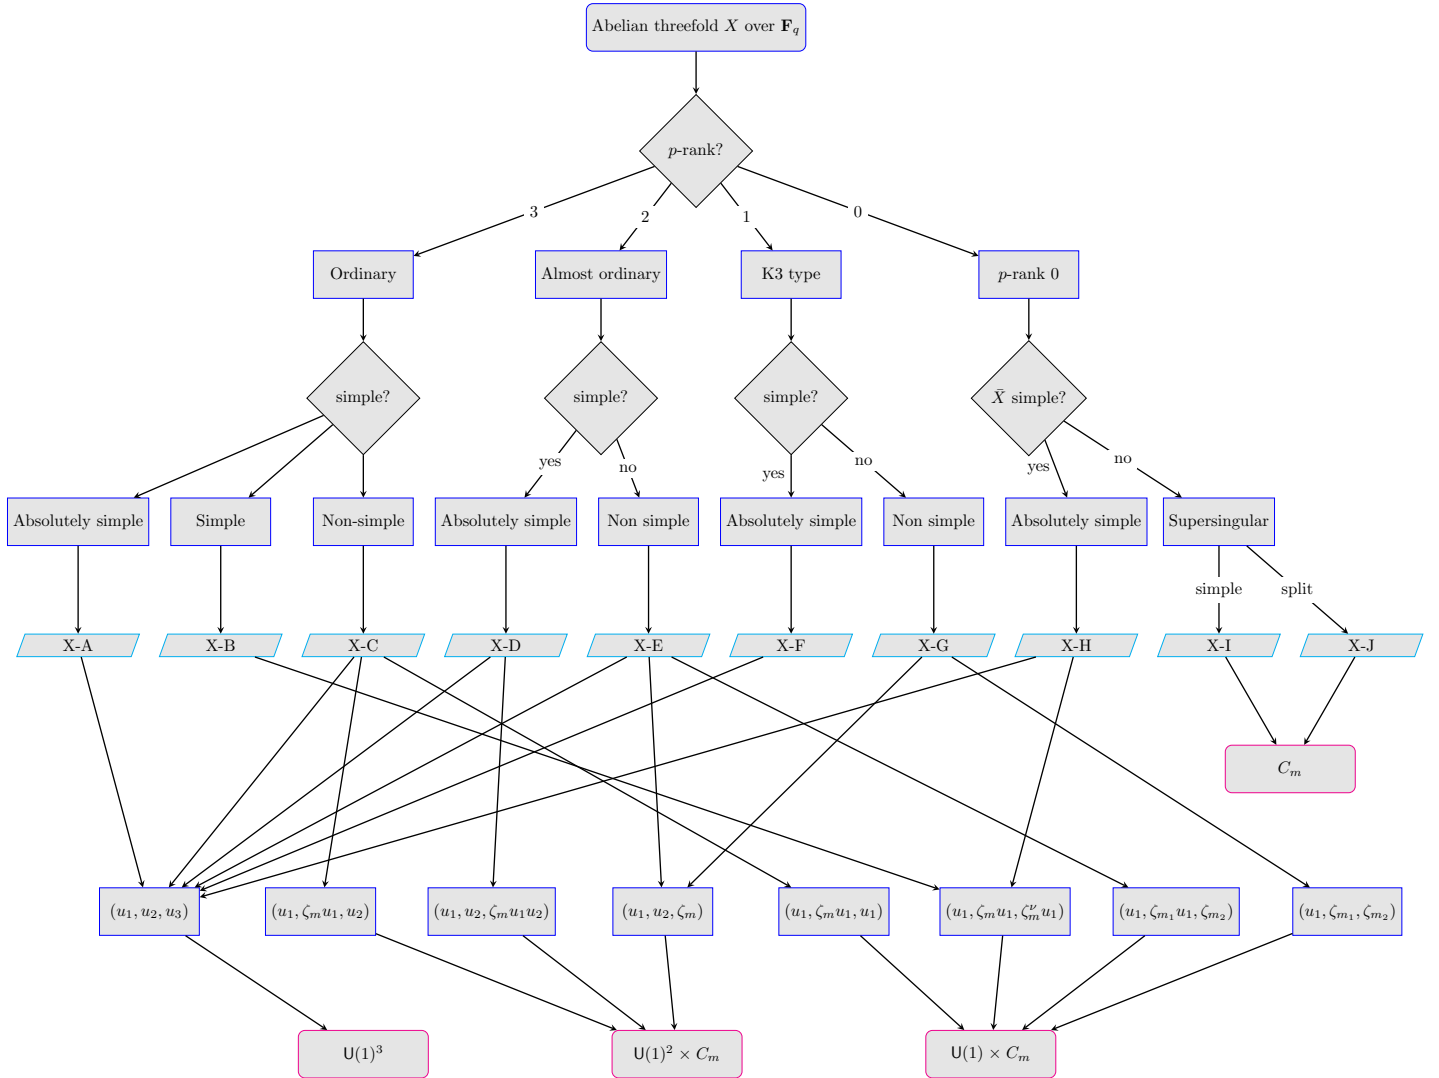 Abelian threefold X over F_q
p-rank?
3
2
1
0
Ordinary
Almost ordinary
K3 type
p-rank 0
simple?
simple?
simple?
X̄ simple?
yes
no
yes
no
yes
no
Absolutely simple
Simple
Non-simple
Absolutely simple
Non simple
Absolutely simple
Non simple
Absolutely simple
Supersingular
simple
split
X-A
X-B
X-C
X-D
X-E
X-F
X-G
X-H
X-I
X-J
C_m
(u_1, u_2, u_3)
(u_1, ζ_m u_1, u_2)
(u_1, u_2, ζ_m u_1 u_2)
(u_1, u_2, ζ_m)
(u_1, ζ_m u_1, u_1)
(u_1, ζ_m u_1, ζ_m^ν u_1)
(u_1, ζ_{m_1} u_1, ζ_{m_2})
(u_1, ζ_{m_1}, ζ_{m_2})
U(1)^3
U(1)^2 × C_m
U(1) × C_m